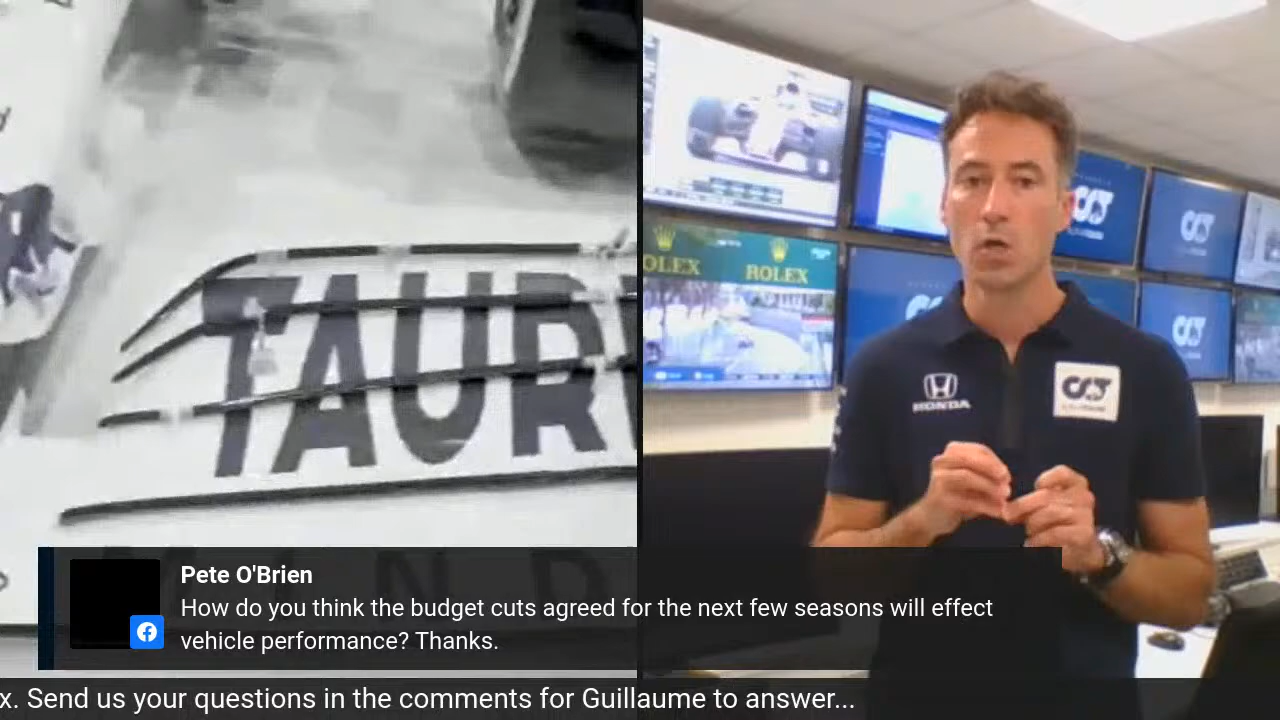 TAUR
ROLEX
OLEX
HONDA
Pete O'Brien
How do you think the budget cuts agreed for the next few seasons will effect
vehicle performance? Thanks.
x. Send us your questions in the comments for Guillaume to answer...